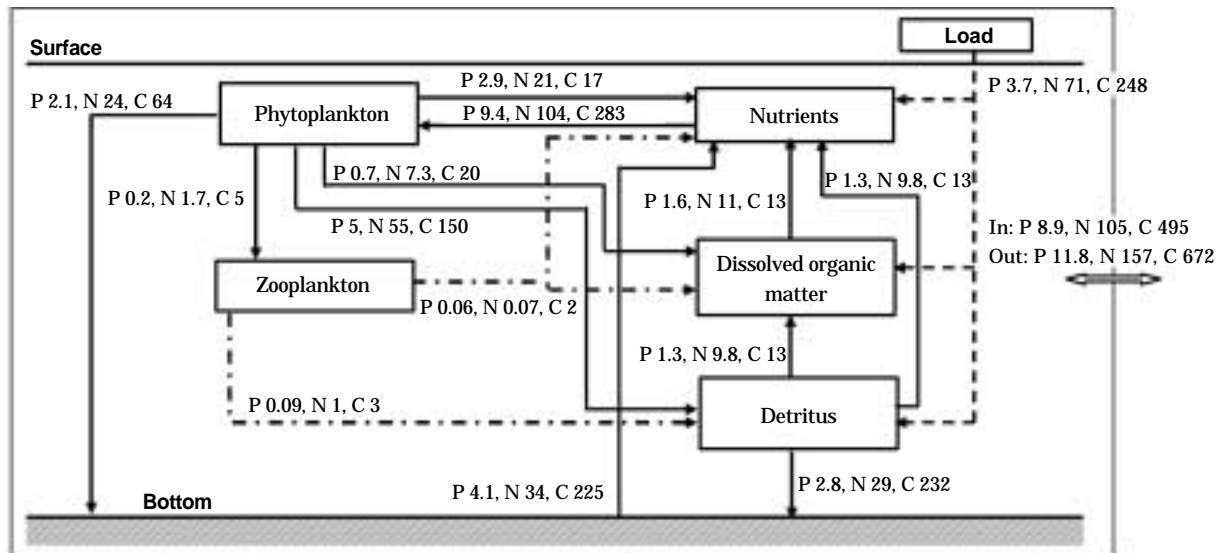 Load
Surface
P 2.9, N 21, C 17
P 3.7, N 71, C 248
P 2.1, N 24, C 64
Phytoplankton
Nutrients
P 9.4, N 104, C 283
P 0.7, N 7.3, C 20
P 1.3, N 9.8, C 13
P 0.2, N 1.7, C 5
P 1.6, N 11, C 13
P 5, N 55, C 150
In: P 8.9, N 105, C 495
Out: P 11.8, N 157, C 672
Dissolved organic
matter
Zooplankton
P 0.06, N 0.07, C 2
P 1.3, N 9.8, C 13
P 0.09, N 1, C 3
Detritus
P 4.1, N 34, C 225
P 2.8, N 29, C 232
Bottom